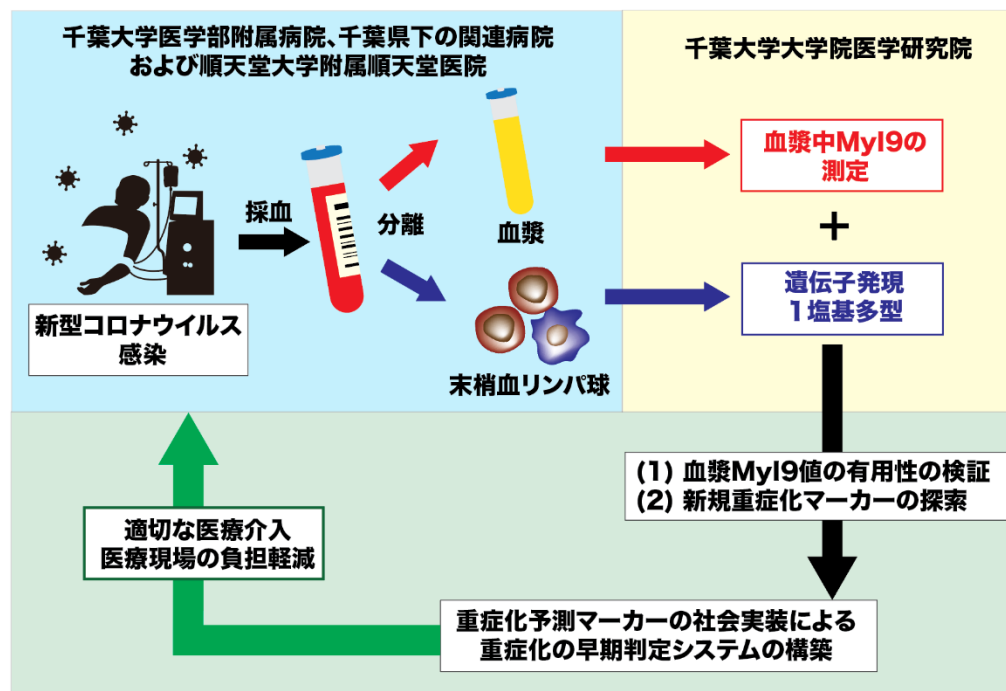 千葉大学医学部附属病院、千葉県下の関連病院
および順天堂大学附属順天堂医院
千葉大学大学院医学研究院
採血
分離
血漿
末梢血リンパ球
新型コロナウイルス
感染
血漿中Myl9の
測定
+
遺伝子発現
1塩基多型
(1) 血漿Myl9値の有用性の検証
(2) 新規重症化マーカーの探索
適切な医療介入
医療現場の負担軽減
重症化予測マーカーの社会実装による
重症化の早期判定システムの構築